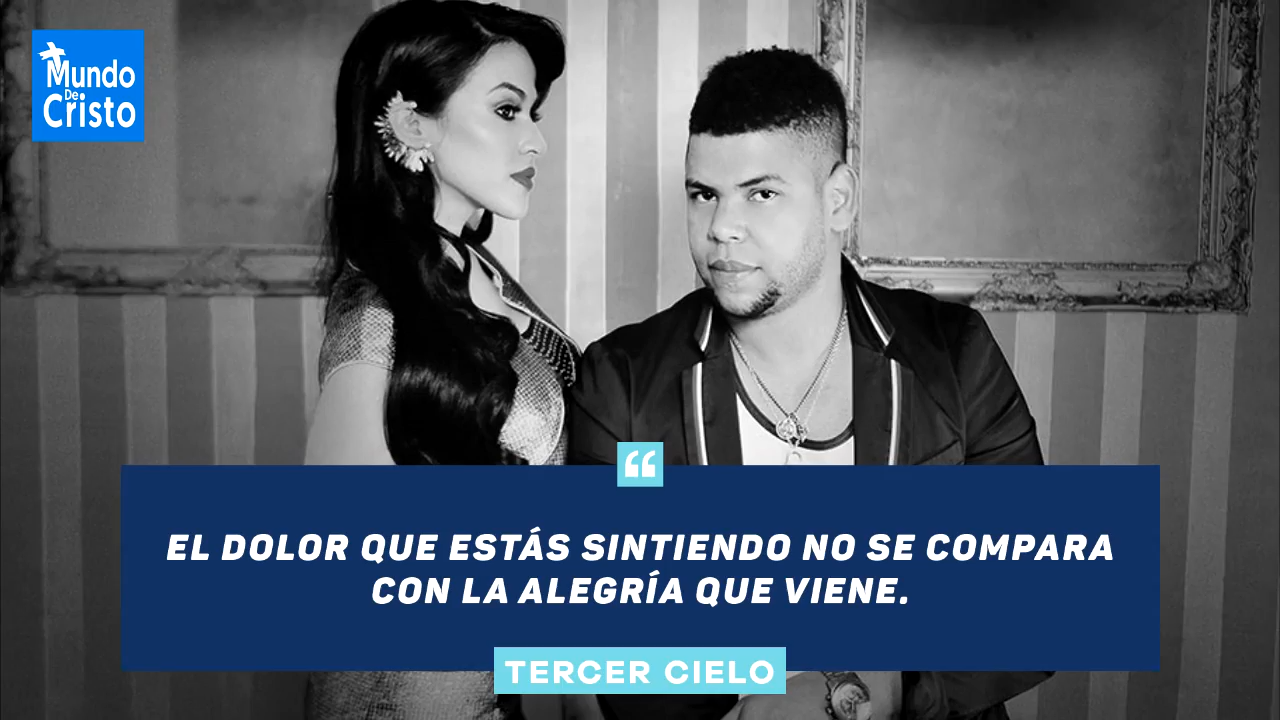 Mundo
De
Cristo
“
EL DOLOR QUE ESTÁS SINTIENDO NO SE COMPARA
CON LA ALEGRÍA QUE VIENE.
TERCER CIELO